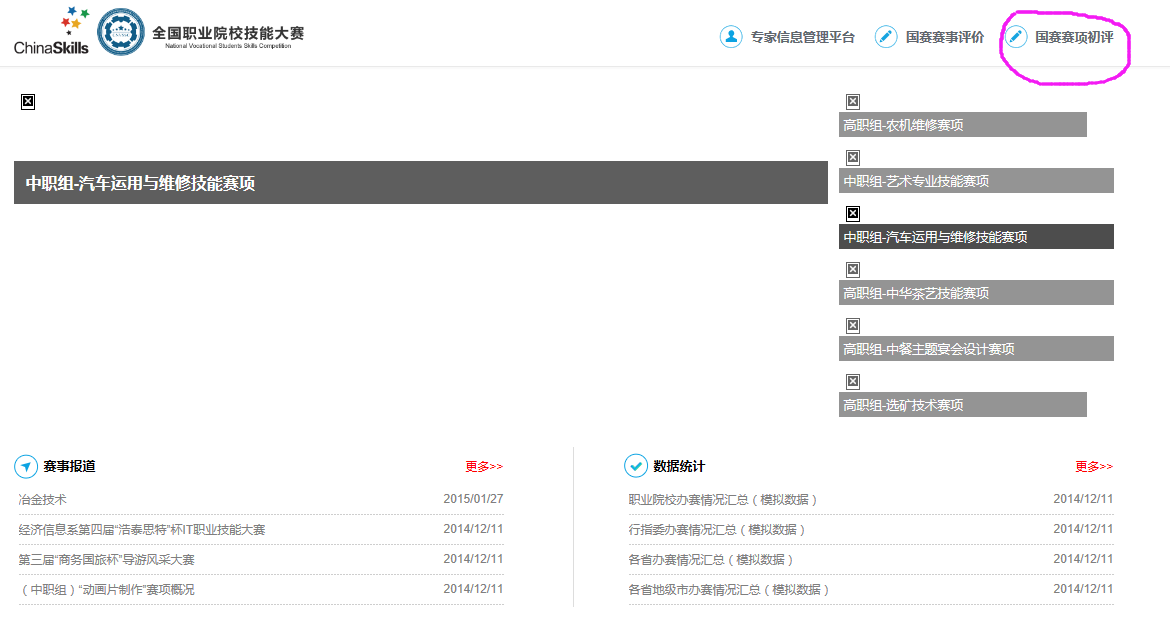 ChinaSkills
全国职业院校技能大赛
National Vocational Students Skills Competition
专家信息管理平台
国赛赛事评价
国赛赛项初评
中职组-汽车运用与维修技能赛项
高职组-农机维修赛项
中职组-艺术专业技能赛项
中职组-汽车运用与维修技能赛项
高职组-中华茶艺技能赛项
高职组-中餐主题宴会设计赛项
高职组-选矿技术赛项
赛事报道 更多>>
冶金技术 2015/01/27
经济信息系第四届“浩泰思特”杯IT职业技能大赛 2014/12/11
第三届“商务国旅杯”导游风采大赛 2014/12/11
（中职组）“动画片制作”赛项概况 2014/12/11
数据统计 更多>>
职业院校办赛情况汇总（模拟数据） 2014/12/11
行指委办赛情况汇总（模拟数据） 2014/12/11
各省办赛情况汇总（模拟数据） 2014/12/11
各省地级市办赛情况汇总（模拟数据） 2014/12/11